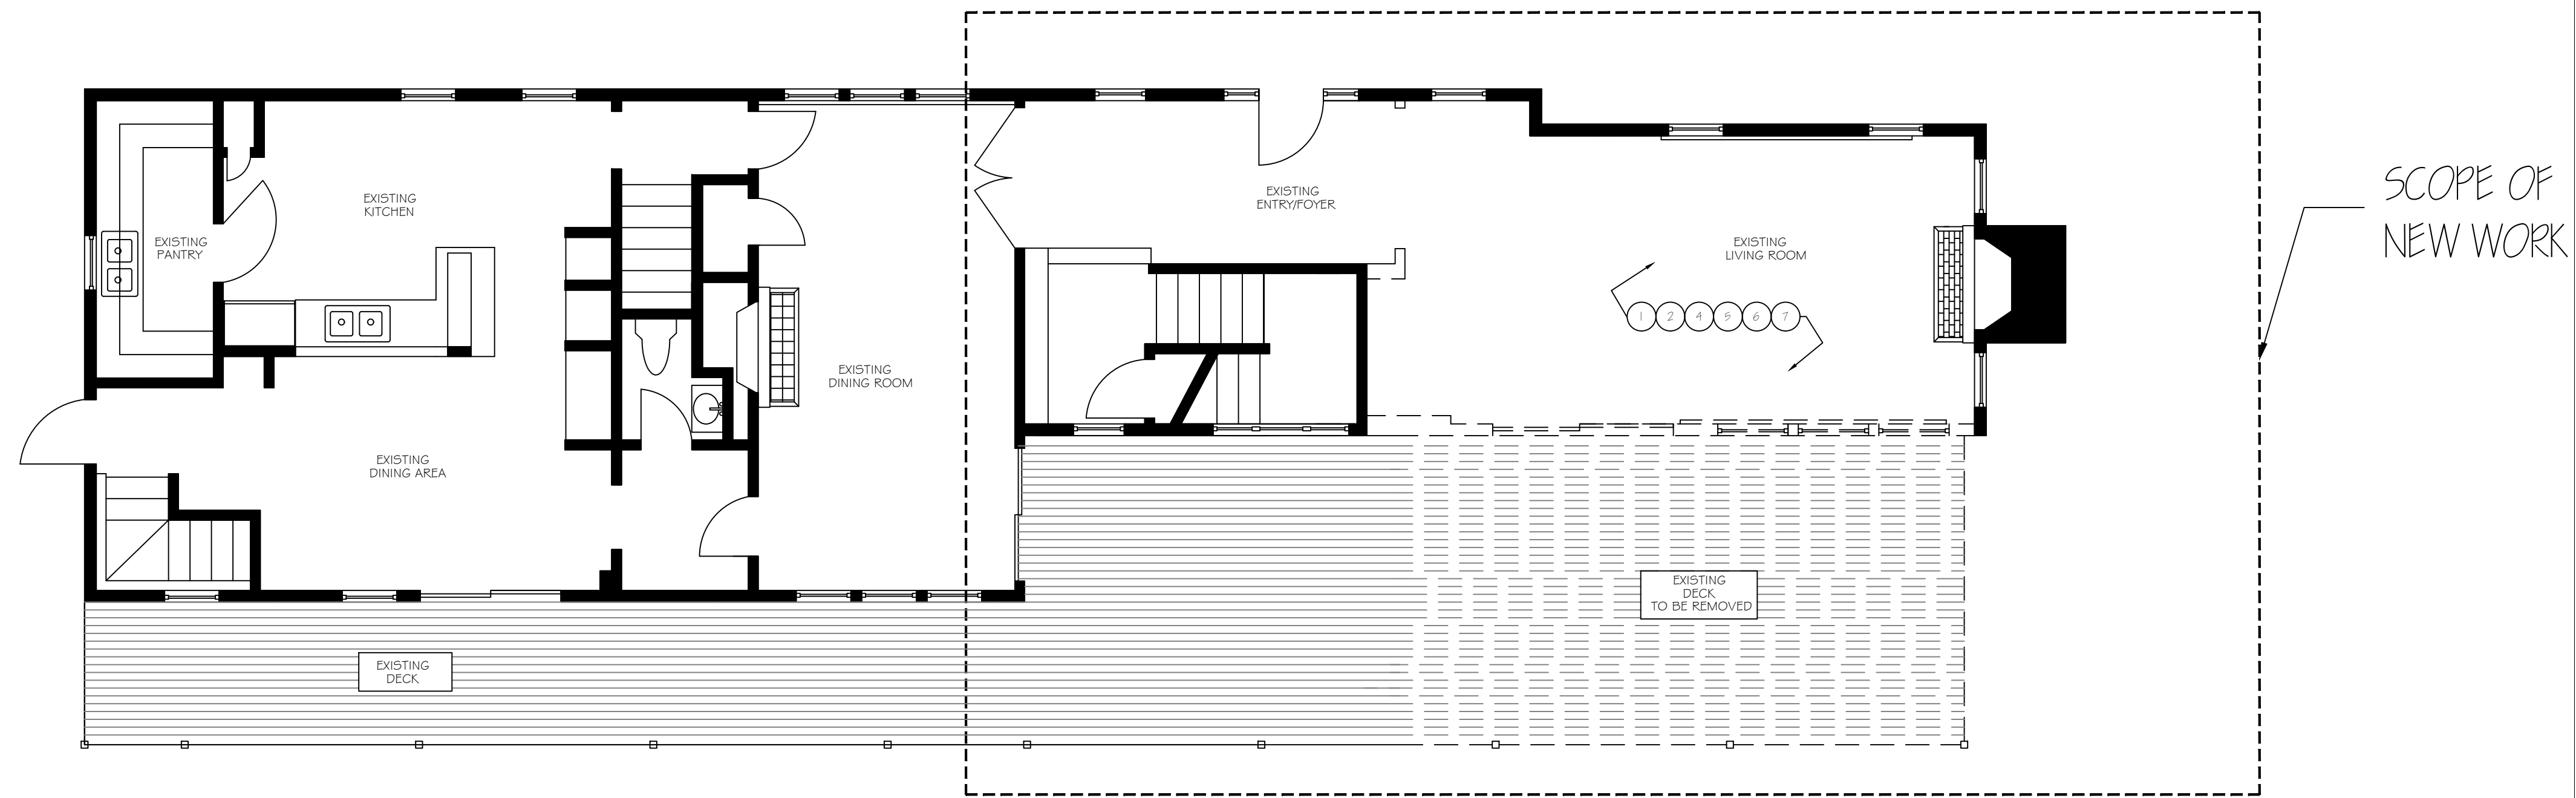 SCOPE OF
NEW WORK
EXISTING
KITCHEN
EXISTING
PANTRY
EXISTING
ENTRY/FOYER
EXISTING
LIVING ROOM
1 2 4 5 6 7
EXISTING
DINING ROOM
EXISTING
DINING AREA
EXISTING
DECK
TO BE REMOVED
EXISTING
DECK